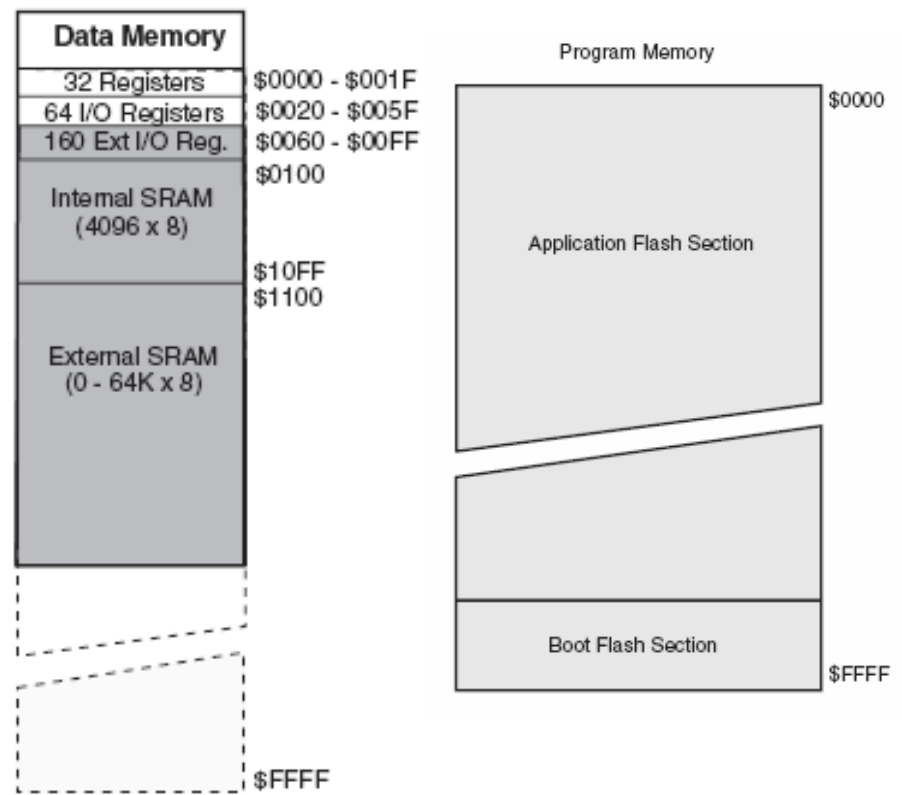 Data Memory
32 Registers
$0000 - $001F
64 I/O Registers
$0020 - $005F
160 Ext I/O Reg.
$0060 - $00FF
$0100
Internal SRAM
(4096 x 8)
$10FF
$1100
External SRAM
(0 - 64K x 8)
$FFFF
Program Memory
$0000
Application Flash Section
Boot Flash Section
$FFFF